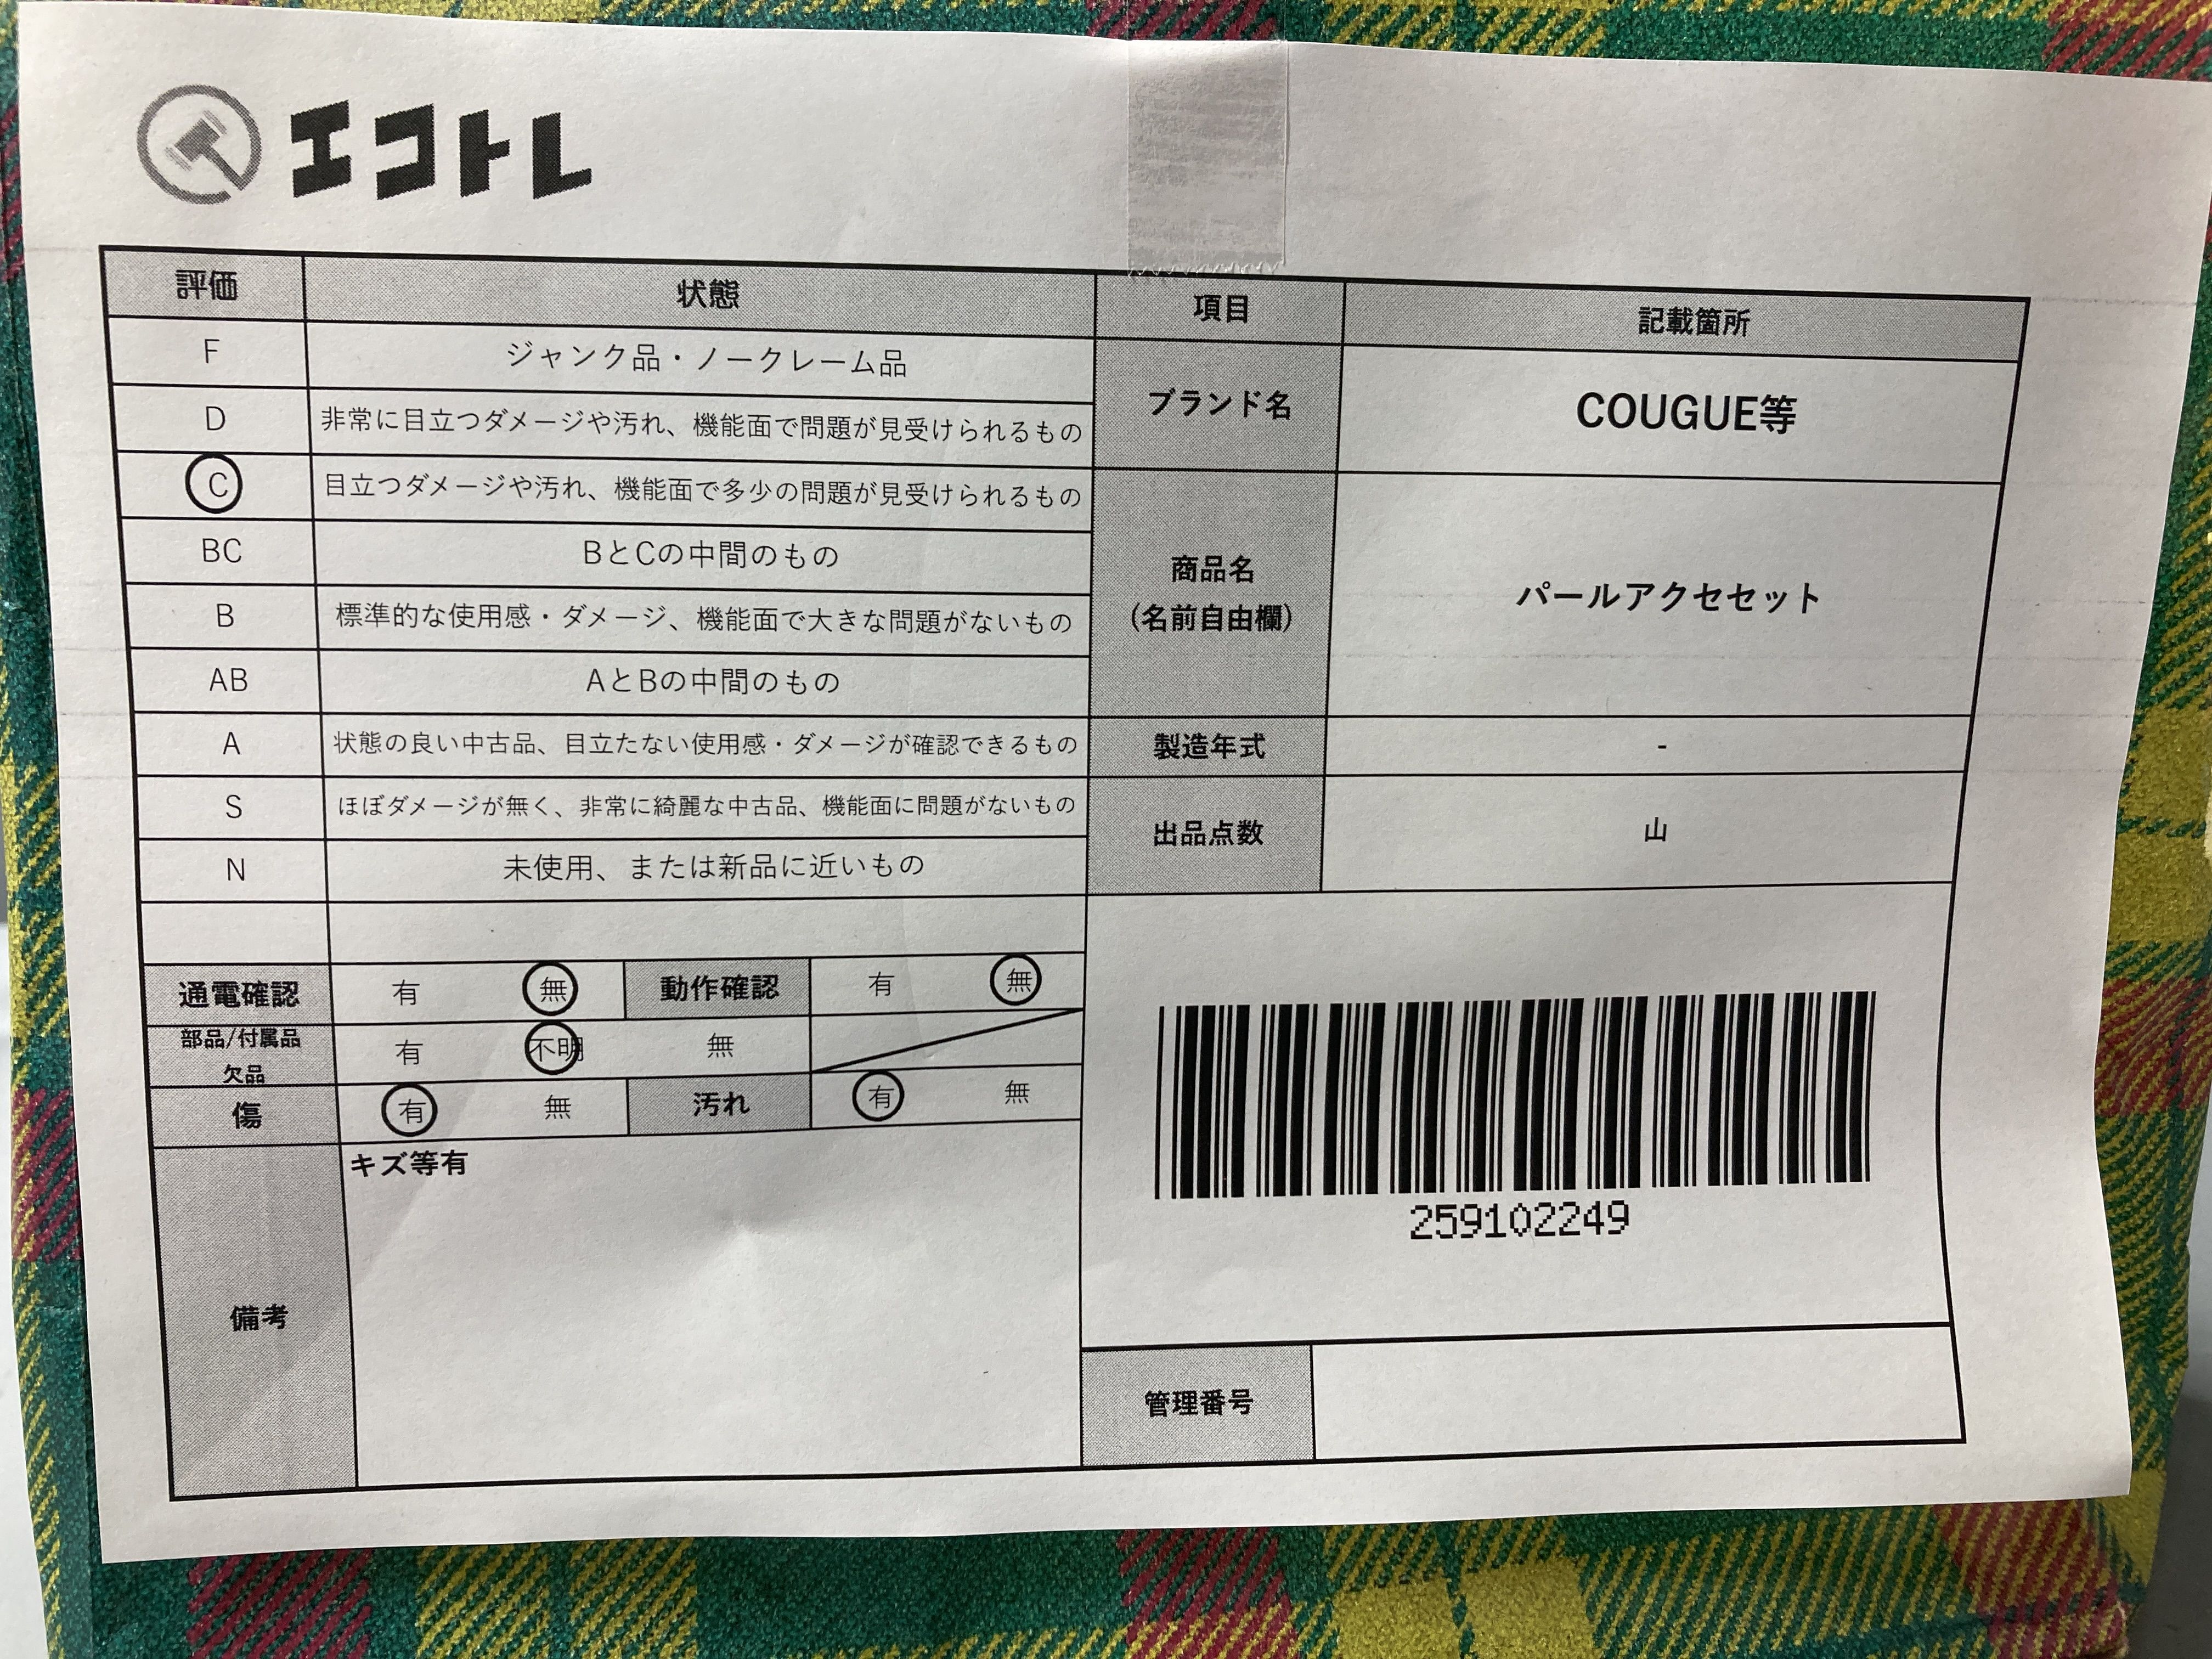 エコトレ
評価 状態
F ジャンク品・ノークレーム品
D 非常に目立つダメージや汚れ、機能面で問題が見受けられるもの
C 目立つダメージや汚れ、機能面で多少の問題が見受けられるもの
BC BとCの中間のもの
B 標準的な使用感・ダメージ、機能面で大きな問題がないもの
AB AとBの中間のもの
A 状態の良い中古品、目立たない使用感・ダメージが確認できるもの
S ほぼダメージが無く、非常に綺麗な中古品、機能面に問題がないもの
N 未使用、または新品に近いもの
通電確認 有 無 動作確認 有 無
部品/付属品
欠品 有 不明 無
傷 有 無 汚れ 有 無
備考 キズ等有
項目 記載箇所
ブランド名 COUGUE等
商品名
(名前自由欄) パールアクセセット
製造年式 -
出品点数 山
259102249
管理番号